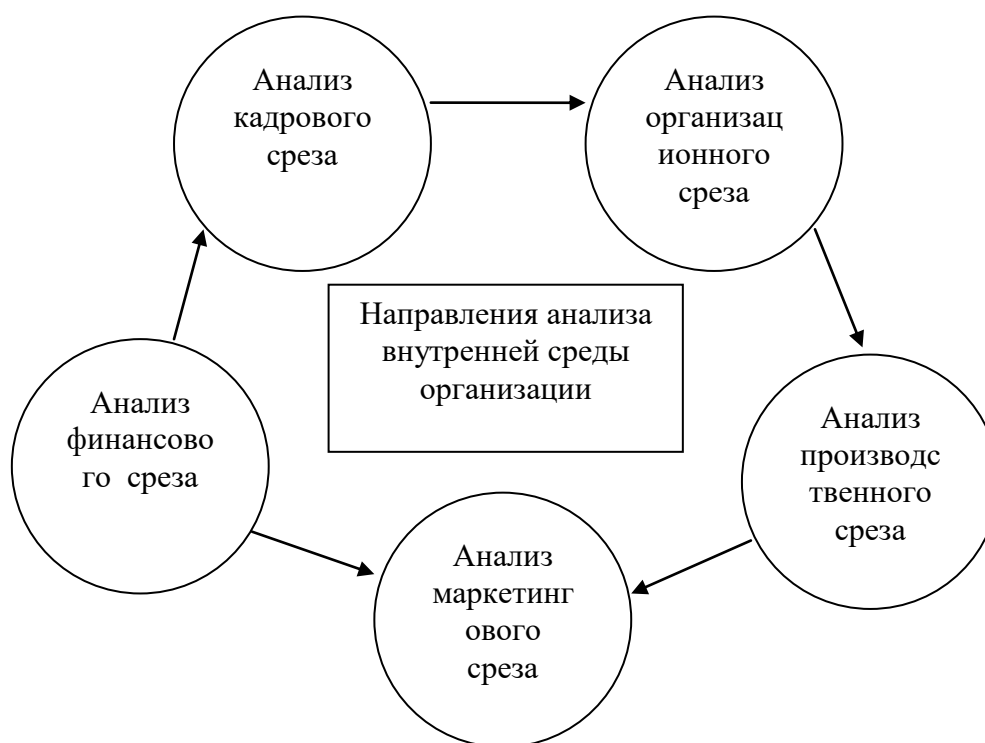 Анализ
кадрового
среза
Анализ
организац
ионного
среза
Направления анализа
внутренней среды
организации
Анализ
финансово
го среза
Анализ
производс
твенного
среза
Анализ
маркетинг
ового
среза